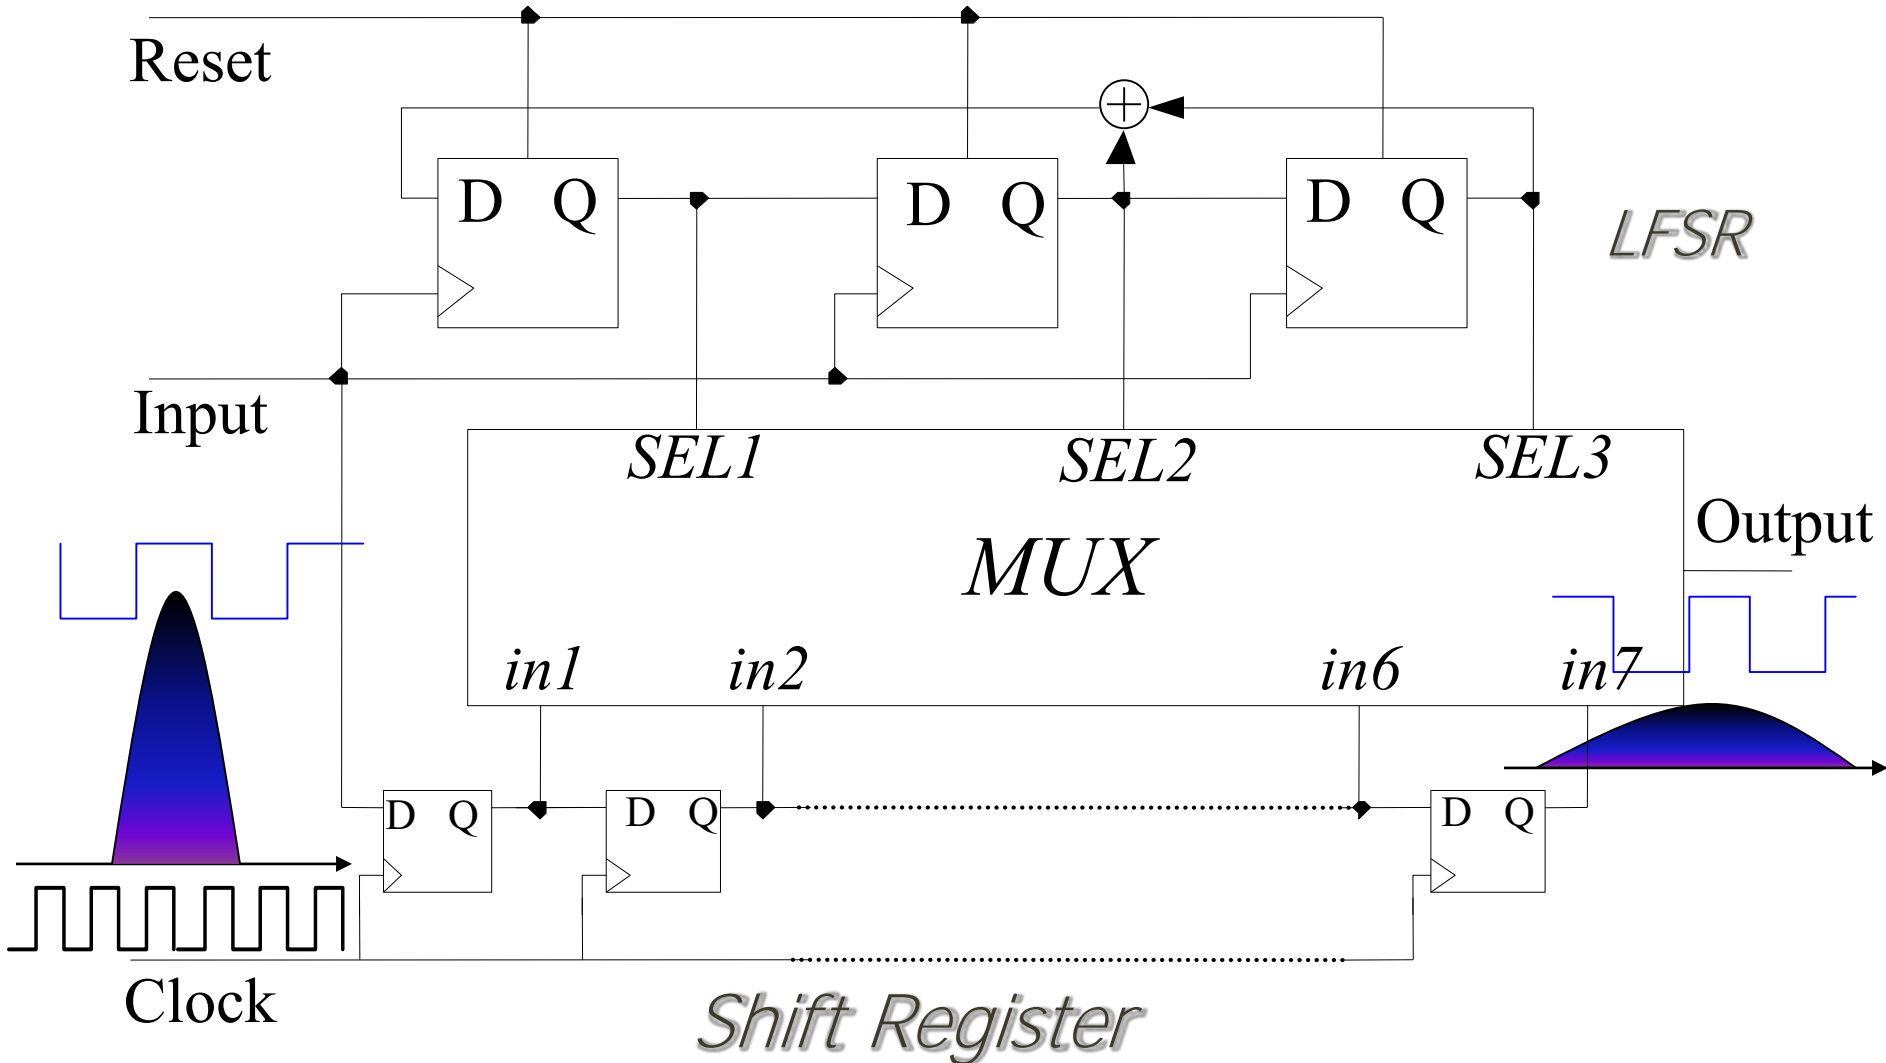 Reset
D Q
D Q
D Q
LFSR
Input
SEL1
SEL2
SEL3
Output
MUX
in1
in2
in6
in7
D Q
D Q
D Q
Clock
Shift Register